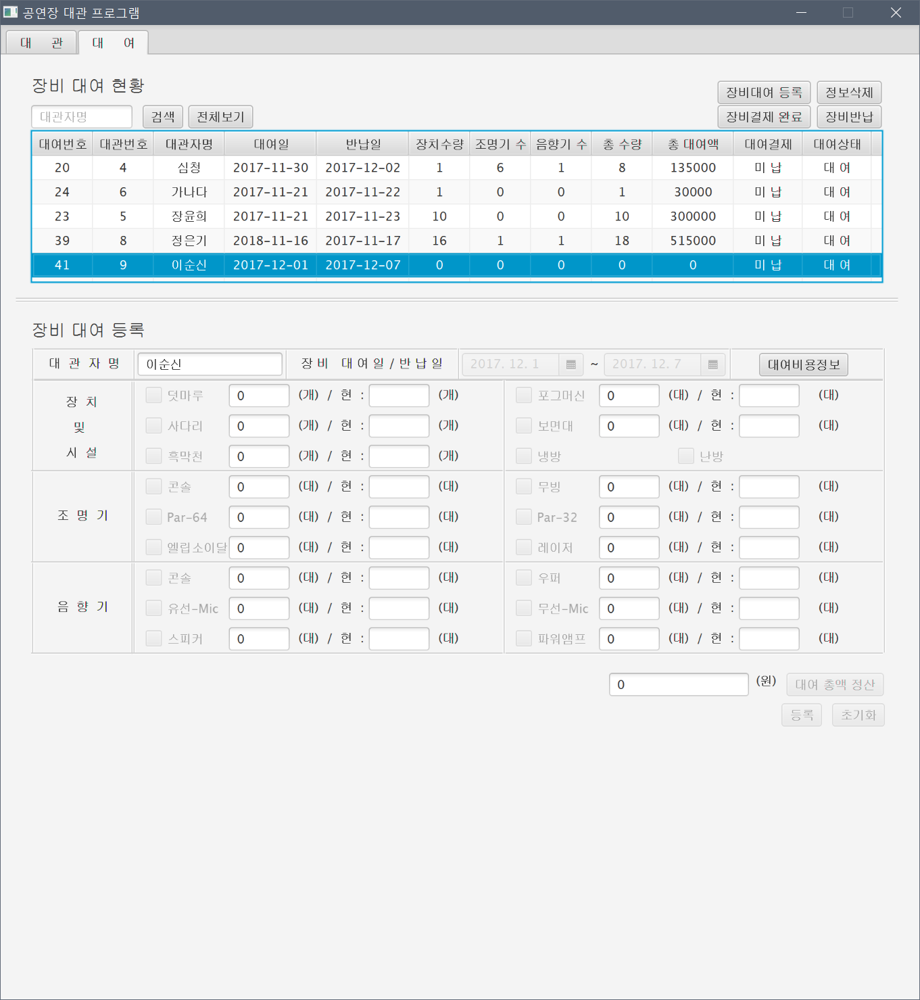 공연장 대관 프로그램
대 관 대 여
장비 대여 현황
장비대여 등록 정보삭제
대관자명 검색 전체보기 장비결제 완료 장비반납
대여번호 대관번호 대관자명 대여일 반납일 장치수량 조명기 수 음향기 수 총 수량 총 대여액 대여결제 대여상태
20 4 심청 2017-11-30 2017-12-02 1 6 1 8 135000 미 납 대 여
24 6 가나다 2017-11-21 2017-11-22 1 0 0 1 30000 미 납 대 여
23 5 장윤희 2017-11-21 2017-11-23 10 0 0 10 300000 미 납 대 여
39 8 정은기 2018-11-16 2017-11-17 16 1 1 18 515000 미 납 대 여
41 9 이순신 2017-12-01 2017-12-07 0 0 0 0 0 미 납 대 여
장비 대여 등록
대 관 자 명 이순신 장 비 대 여 일 / 반 납 일 2017. 12. 1 ~ 2017. 12. 7 대여비용정보
장 치 및 시 설
덧마루 0 (개) / 현 : (개) 포그머신 0 (대) / 현 : (대)
사다리 0 (개) / 현 : (개) 보면대 0 (대) / 현 : (대)
흑막천 0 (개) / 현 : (개) 냉방 난방
조 명 기
콘솔 0 (대) / 현 : (대) 무빙 0 (대) / 현 : (대)
Par-64 0 (대) / 현 : (대) Par-32 0 (대) / 현 : (대)
엘립소이달 0 (대) / 현 : (대) 레이저 0 (대) / 현 : (대)
음 향 기
콘솔 0 (대) / 현 : (대) 우퍼 0 (대) / 현 : (대)
유선-Mic 0 (대) / 현 : (대) 무선-Mic 0 (대) / 현 : (대)
스피커 0 (대) / 현 : (대) 파워앰프 0 (대) / 현 : (대)
0 (원) 대여 총액 정산
등록 초기화